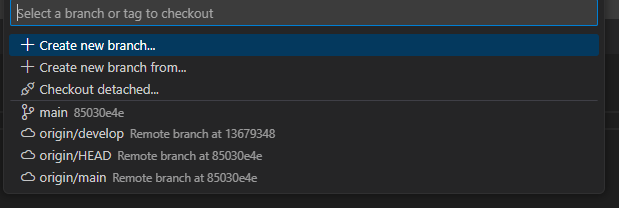 Select a branch or tag to checkout
Create new branch...
Create new branch from...
Checkout detached...
main 85030e4e
origin/develop Remote branch at 13679348
origin/HEAD Remote branch at 85030e4e
origin/main Remote branch at 85030e4e